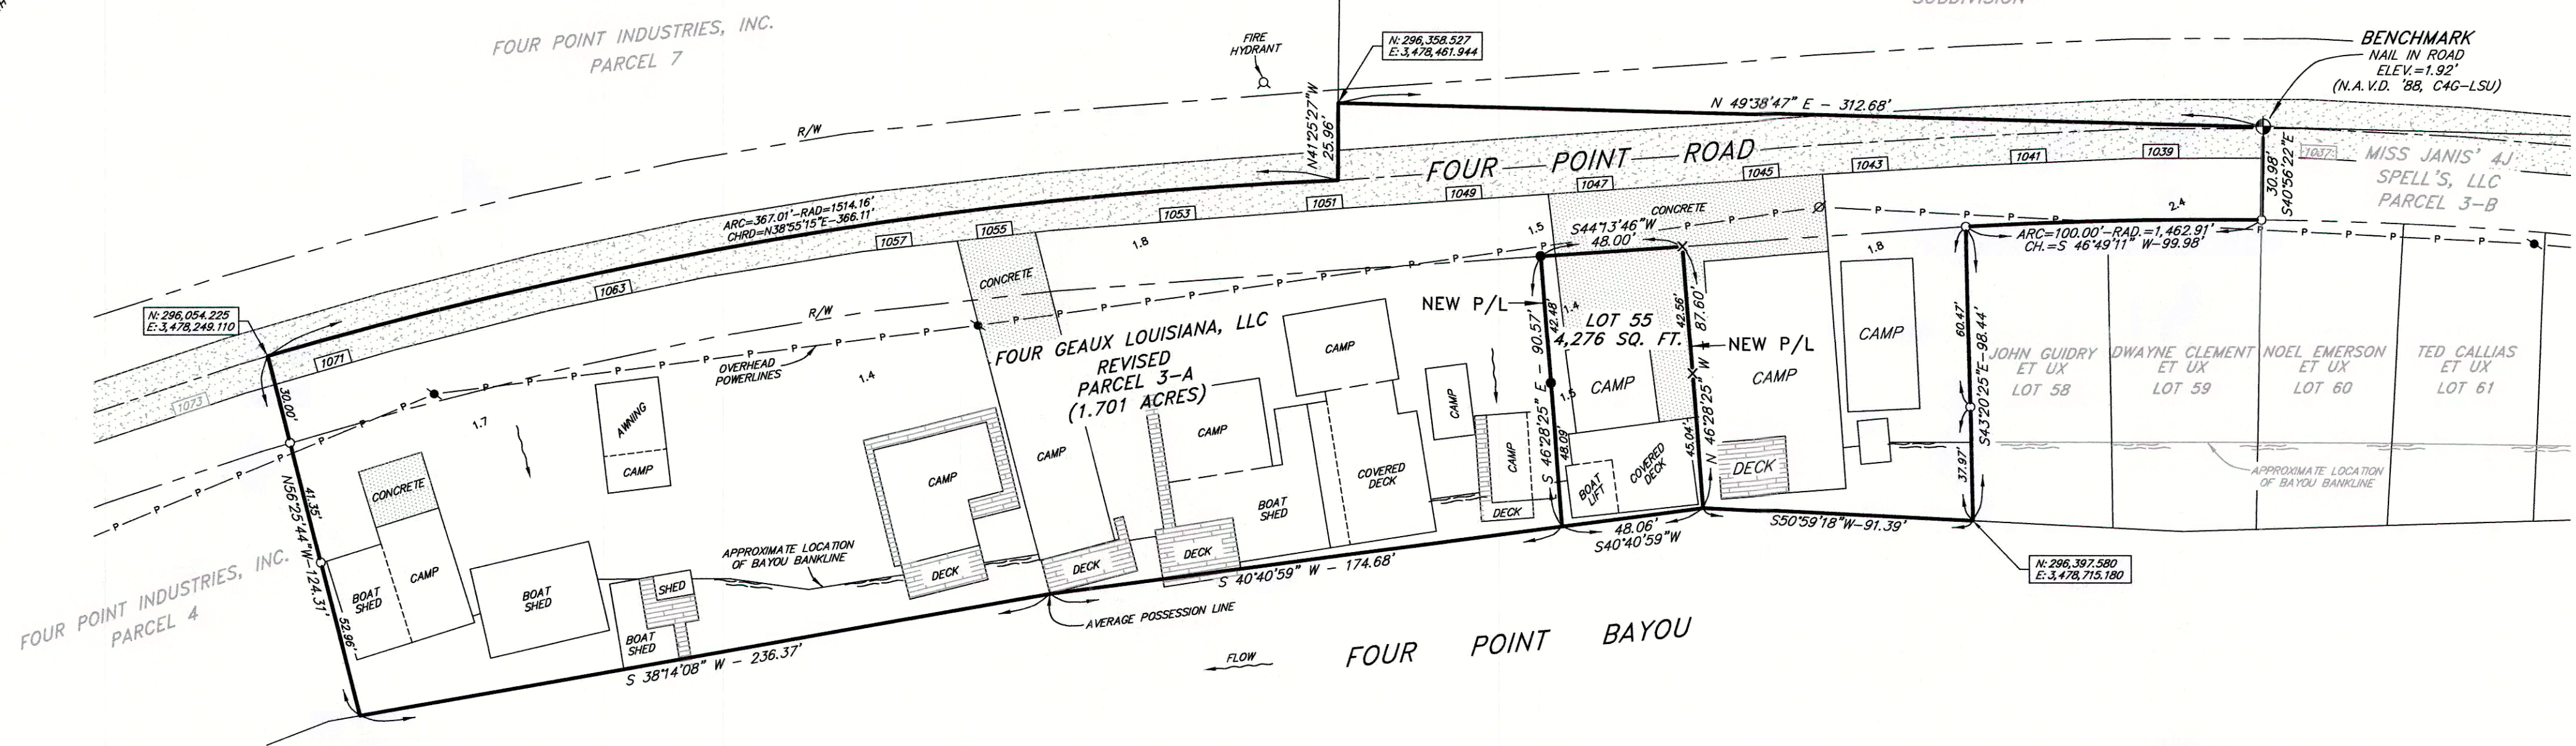 SUBDIVISION
FOUR POINT INDUSTRIES, INC.
PARCEL 7
FIRE
HYDRANT
N: 296,358.527
E: 3,478,461.944
BENCHMARK
NAIL IN ROAD
ELEV.=1.92'
(N.A.V.D. '88, C4G-LSU)
N 49°38'47" E - 312.68'
R/W
N41°25'27"W
25.96'
FOUR POINT ROAD
1045
1043
1041
1039
1037
30.98'
S40°56'22"E
MISS JANIS' 4J
SPELL'S, LLC
PARCEL 3-B
ARC=367.01'-RAD=1514.16'
CHRD=N38°55'15"E-366.11'
1047
1049
1051
1053
1055
1057
1063
1071
1073
N: 296,054.225
E: 3,478,249.110
CONCRETE
CONCRETE
1.8
1.5
S44°13'46"W
48.00'
2.4
1.8
ARC=100.00'-RAD.=1,462.91'
CH.=S 46°49'11" W-99.98'
P P P P P P P P
R/W
OVERHEAD
POWERLINES
1.4
1.7
30.00'
NEW P/L
42.48'
S 46°28'25" E - 90.57'
1.4
LOT 55
4,276 SQ. FT.
42.56'
N 46°28'25" W - 87.60'
NEW P/L
FOUR GEAUX LOUISIANA, LLC
REVISED
PARCEL 3-A
(1.701 ACRES)
CAMP
CAMP
CAMP
CAMP
1.5
60.47'
S43°20'25"E-98.44'
JOHN GUIDRY
ET UX
LOT 58
DWAYNE CLEMENT
ET UX
LOT 59
NOEL EMERSON
ET UX
LOT 60
TED CALLIAS
ET UX
LOT 61
AWNING
CAMP
CAMP
CAMP
CAMP
CAMP
CAMP
48.09'
45.04'
37.97'
COVERED
DECK
BOAT
LIFT
COVERED
DECK
DECK
APPROXIMATE LOCATION
OF BAYOU BANKLINE
CONCRETE
41.35'
N56°25'44"W-124.31'
BOAT
SHED
DECK
48.06'
S40°40'59"W
S50°59'18"W-91.39'
APPROXIMATE LOCATION
OF BAYOU BANKLINE
DECK
DECK
DECK
S 40°40'59" W - 174.68'
N: 296,397.580
E: 3,478,715.180
FOUR POINT INDUSTRIES, INC.
PARCEL 4
BOAT
SHED
CAMP
BOAT
SHED
SHED
BOAT
SHED
52.96'
AVERAGE POSSESSION LINE
S 38°14'08" W - 236.37'
FLOW
FOUR POINT BAYOU